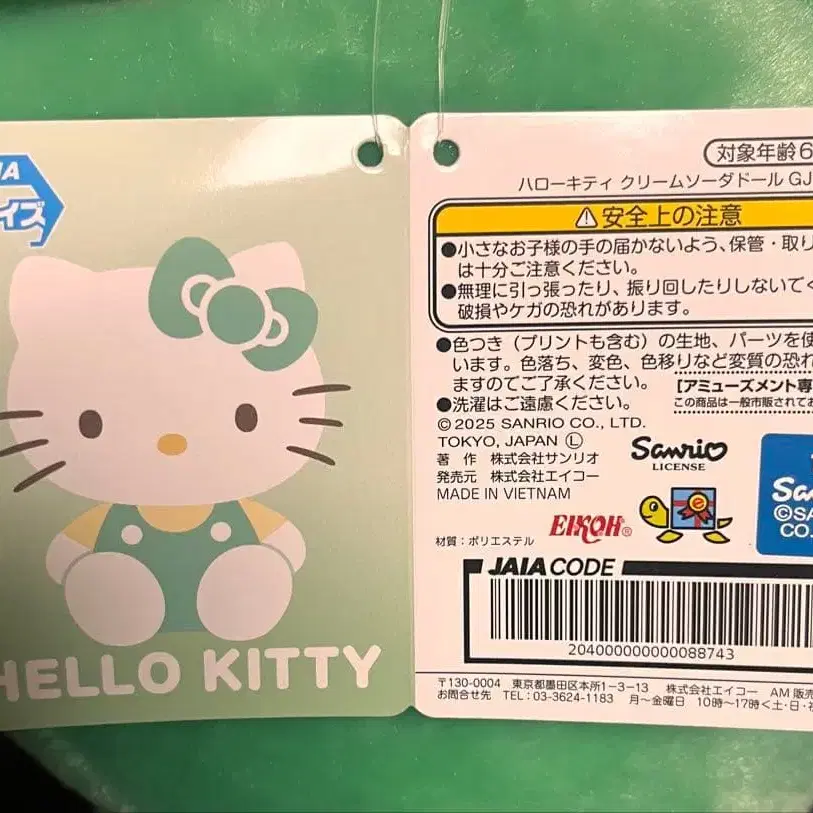 イズ
HELLO KITTY
対象年齢6
ハローキティ クリームソーダドール GJ
⚠安全上の注意
●小さなお子様の手の届かないよう、保管・取り
は十分ご注意ください。
●無理に引っ張ったり、振り回したりしないでく
破損やケガの恐れがあります。
●色つき（プリントも含む）の生地、パーツを使
います。色落ち、変色、色移りなど変質の恐れ
ますのでご了承ください。
●洗濯はご遠慮ください。
[アミューズメント専
この商品は一般市販されてお
© 2025 SANRIO CO., LTD.
TOKYO, JAPAN Ⓛ
著 作 株式会社サンリオ
発売元 株式会社エイコー
MADE IN VIETNAM
Sanrio
LICENSE
材質：ポリエステル
EIKOH®
e
San
©SA
CO.
JAIA CODE
〒130-0004 東京都墨田区本所1-3-13 株式会社エイコー AM販売
お問合せ先 TEL：03-3624-1183 月～金曜日 10時～17時＜土・日・祝